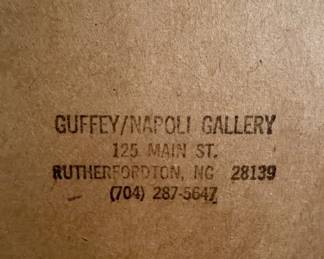 GUFFEY/NAPOLI GALLERY
125 MAIN ST.
RUTHERFORDTON, NC 28139
(704) 287-5647